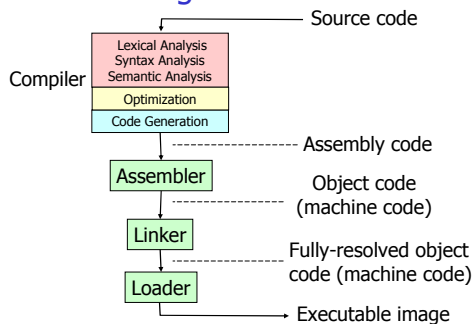 Source code
Lexical Analysis
Syntax Analysis
Semantic Analysis
Compiler
Optimization
Code Generation
Assembly code
Assembler
Object code
(machine code)
Linker
Fully-resolved object
code (machine code)
Loader
Executable image